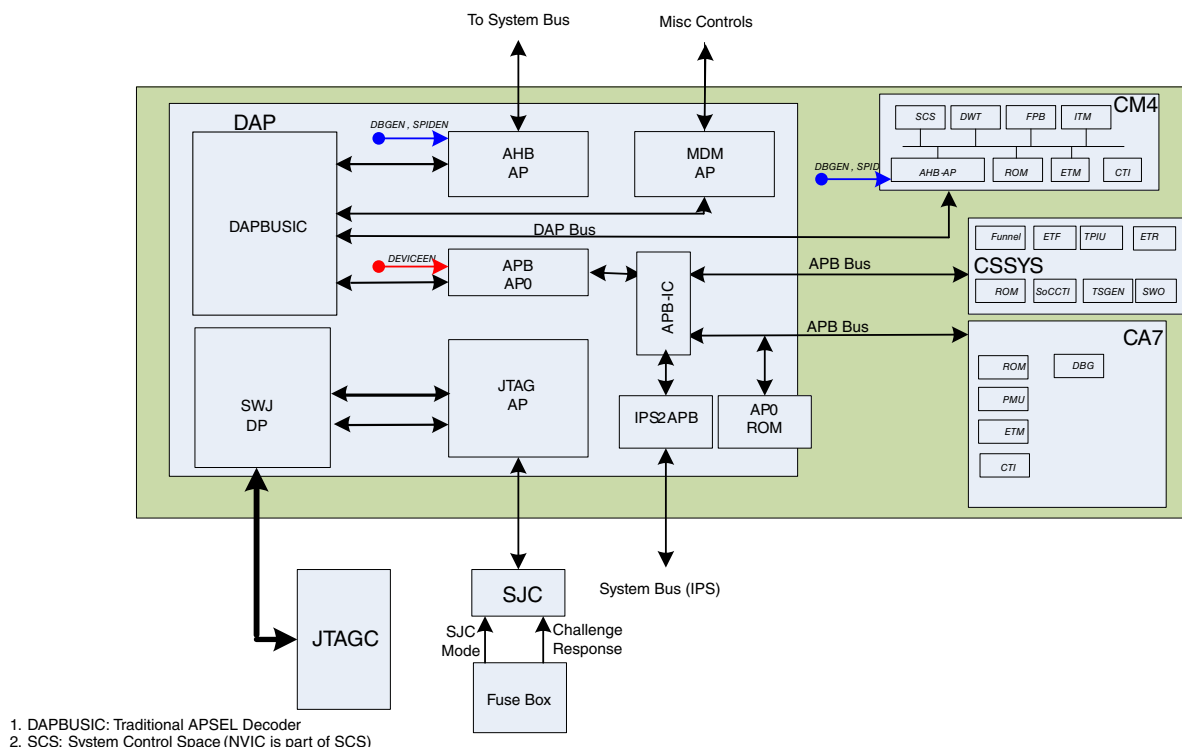 To System Bus
Misc Controls
DAP
DBGEN , SPIDEN
AHB
AP
MDM
AP
DAPBUSIC
DAP Bus
DEVICEEN
APB
AP0
APB-IC
APB Bus
APB Bus
SWJ
DP
JTAG
AP
IPS2APB
AP0
ROM
CM4
SCS
DWT
FPB
ITM
DBGEN , SPID
AHB-AP
ROM
ETM
CTI
Funnel
ETF
TPIU
ETR
CSSYS
ROM
SoCCTI
TSGEN
SWO
CA7
ROM
DBG
PMU
ETM
CTI
System Bus (IPS)
SJC
SJC
Mode
Challenge
Response
JTAGC
Fuse Box
1. DAPBUSIC: Traditional APSEL Decoder
2. SCS: System Control Space (NVIC is part of SCS)